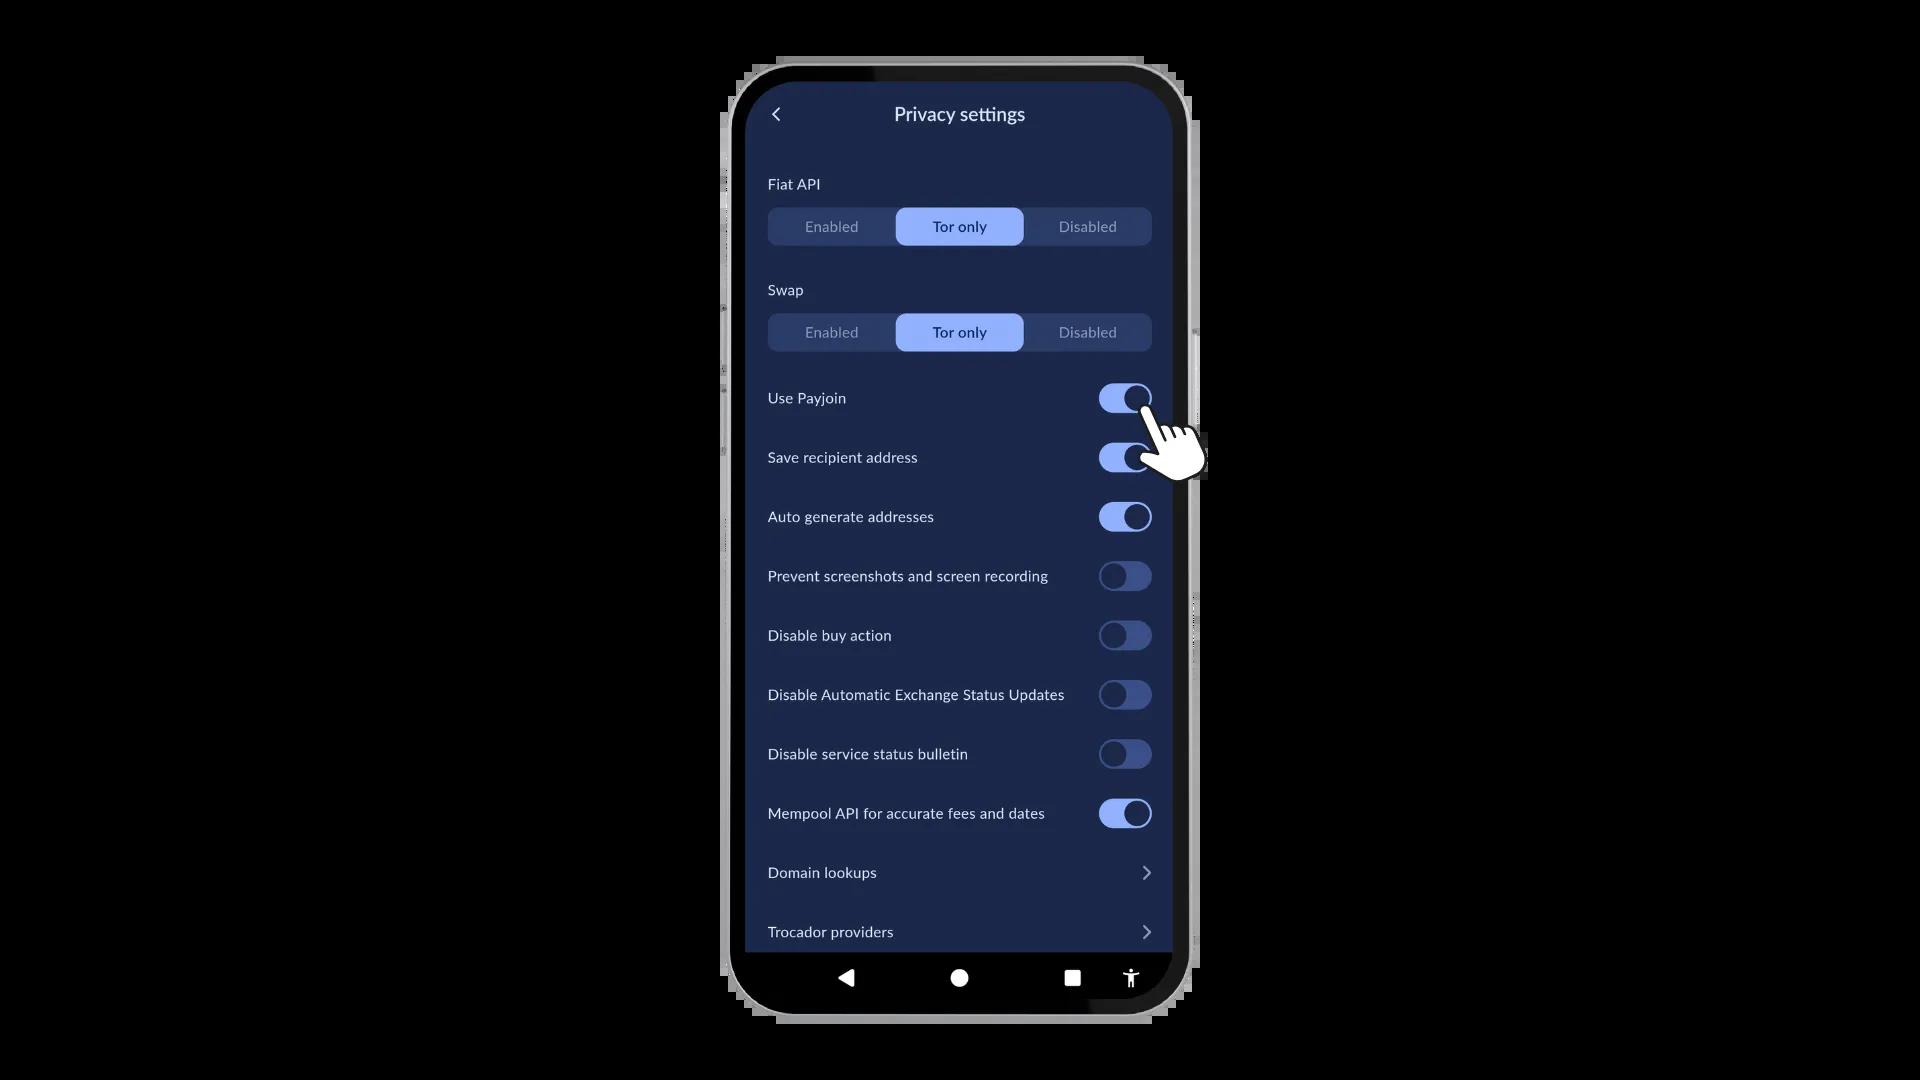 Privacy settings
Fiat API
Enabled Tor only Disabled
Swap
Enabled Tor only Disabled
Use Payjoin
Save recipient address
Auto generate addresses
Prevent screenshots and screen recording
Disable buy action
Disable Automatic Exchange Status Updates
Disable service status bulletin
Mempool API for accurate fees and dates
Domain lookups
Trocador providers